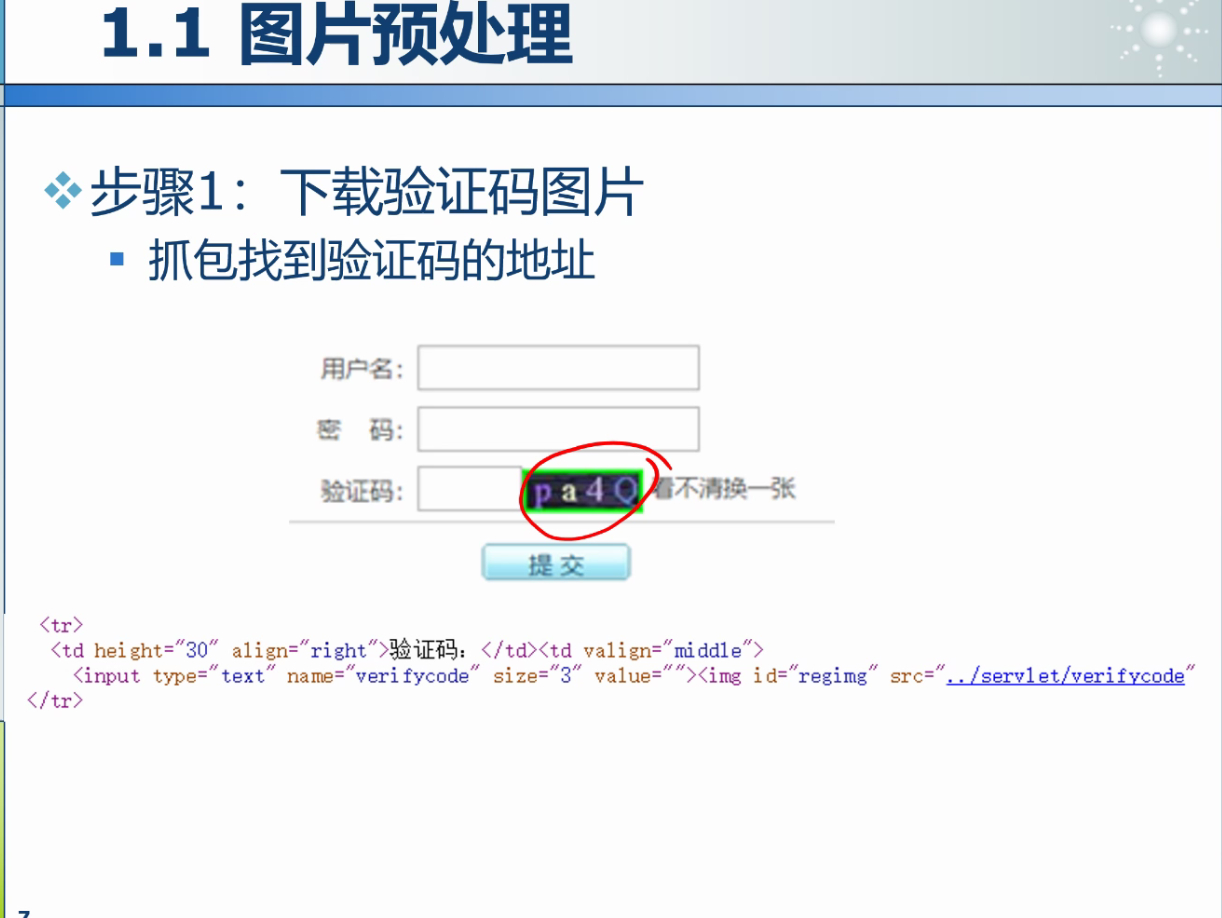 1.1 图片预处理
步骤1：下载验证码图片
抓包找到验证码的地址
用户名：
密 码：
验证码： pa4Q 看不清换一张
提 交
<tr>
<td height="30" align="right">验证码：</td><td valign="middle">
<input type="text" name="verifycode" size="3" value=""><img id="regimg" src="../servlet/verifycode"
</tr>
7